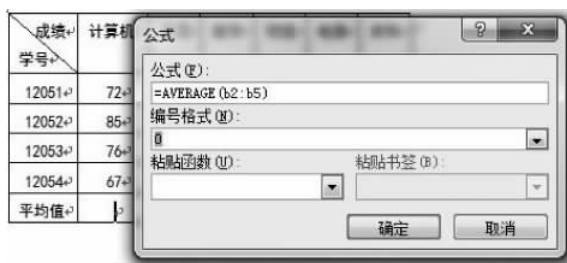 成绩 计算机
学号
12051 72
12052 85
12053 76
12054 67
平均值
公式
公式(F):
=AVERAGE(b2:b5)
编号格式(N):
0
粘贴函数(U): 粘贴书签(B):
确定 取消